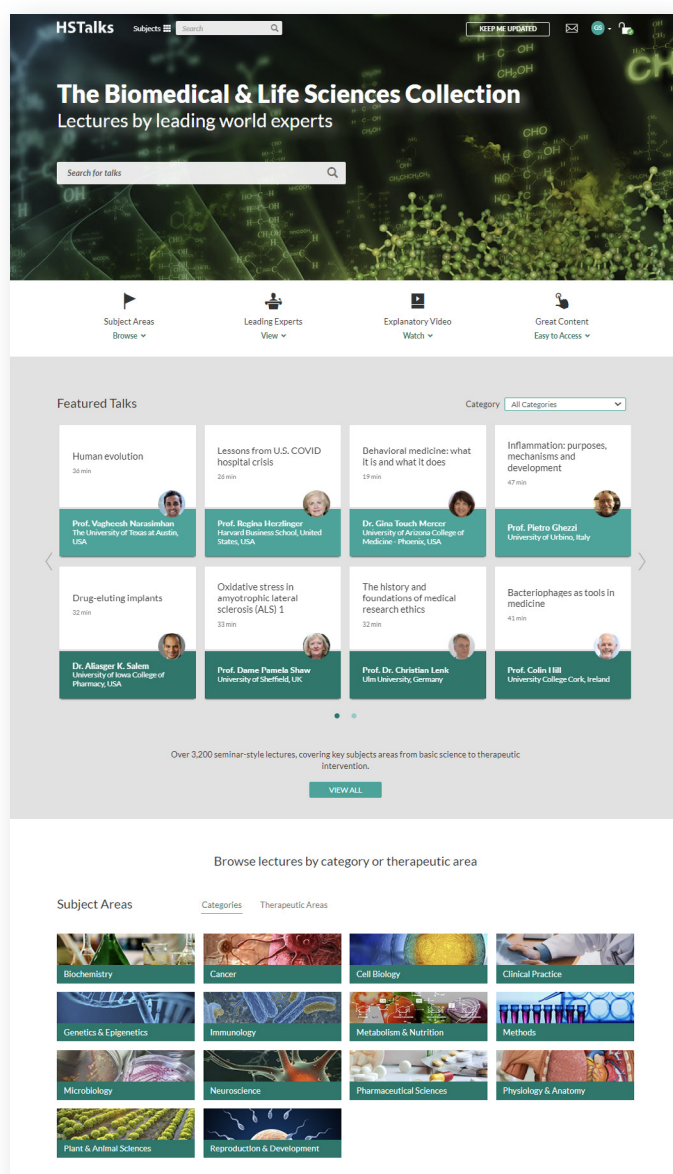 HSTalks Subjects Search KEEP ME UPDATED GS
The Biomedical & Life Sciences Collection
Lectures by leading world experts
Search for talks
Subject Areas Leading Experts Explanatory Video Great Content
Browse View Watch Easy to Access
Featured Talks Category All Categories
Human evolution
36 min
Prof. Vagheesh Narasimhan
The University of Texas at Austin,
USA
Lessons from U.S. COVID
hospital crisis
26 min
Prof. Regina Herzlinger
Harvard Business School, United
States, USA
Behavioral medicine: what
it is and what it does
19 min
Dr. Gina Touch Mercer
University of Arizona College of
Medicine - Phoenix, USA
Inflammation: purposes,
mechanisms and
development
47 min
Prof. Pietro Ghezzi
University of Urbino, Italy
Drug-eluting implants
32 min
Dr. Aliasger K. Salem
University of Iowa College of
Pharmacy, USA
Oxidative stress in
amyotrophic lateral
sclerosis (ALS) 1
33 min
Prof. Dame Pamela Shaw
University of Sheffield, UK
The history and
foundations of medical
research ethics
32 min
Prof. Dr. Christian Lenk
Ulm University, Germany
Bacteriophages as tools in
medicine
41 min
Prof. Colin Hill
University College Cork, Ireland
Over 3,200 seminar-style lectures, covering key subjects areas from basic science to therapeutic
intervention.
VIEW ALL
Browse lectures by category or therapeutic area
Subject Areas Categories Therapeutic Areas
Biochemistry Cancer Cell Biology Clinical Practice
Genetics & Epigenetics Immunology Metabolism & Nutrition Methods
Microbiology Neuroscience Pharmaceutical Sciences Physiology & Anatomy
Plant & Animal Sciences Reproduction & Development